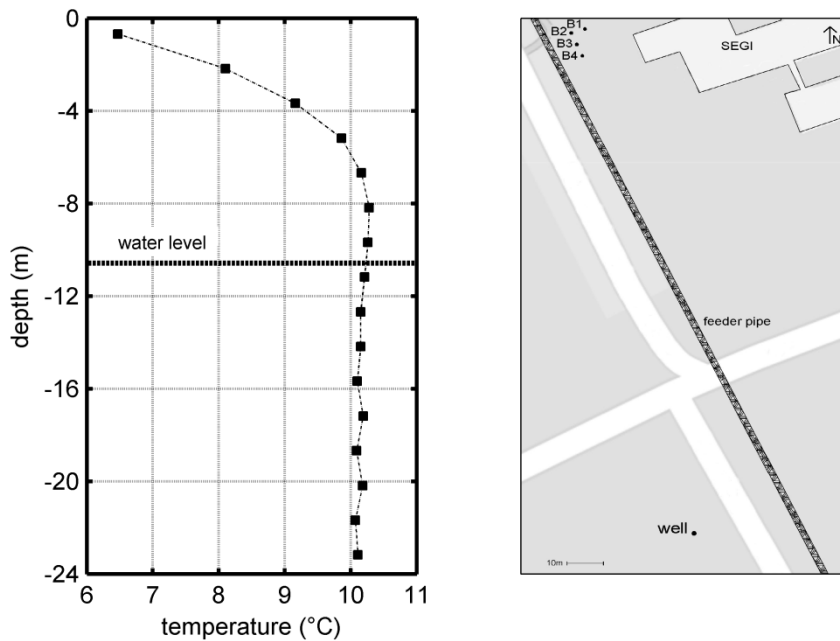 0
-4
-8
-12
-16
-20
-24
depth (m)
water level
6 7 8 9 10 11
temperature (°C)
B1
B2
B3
B4
SEGI
N
feeder pipe
well
10m